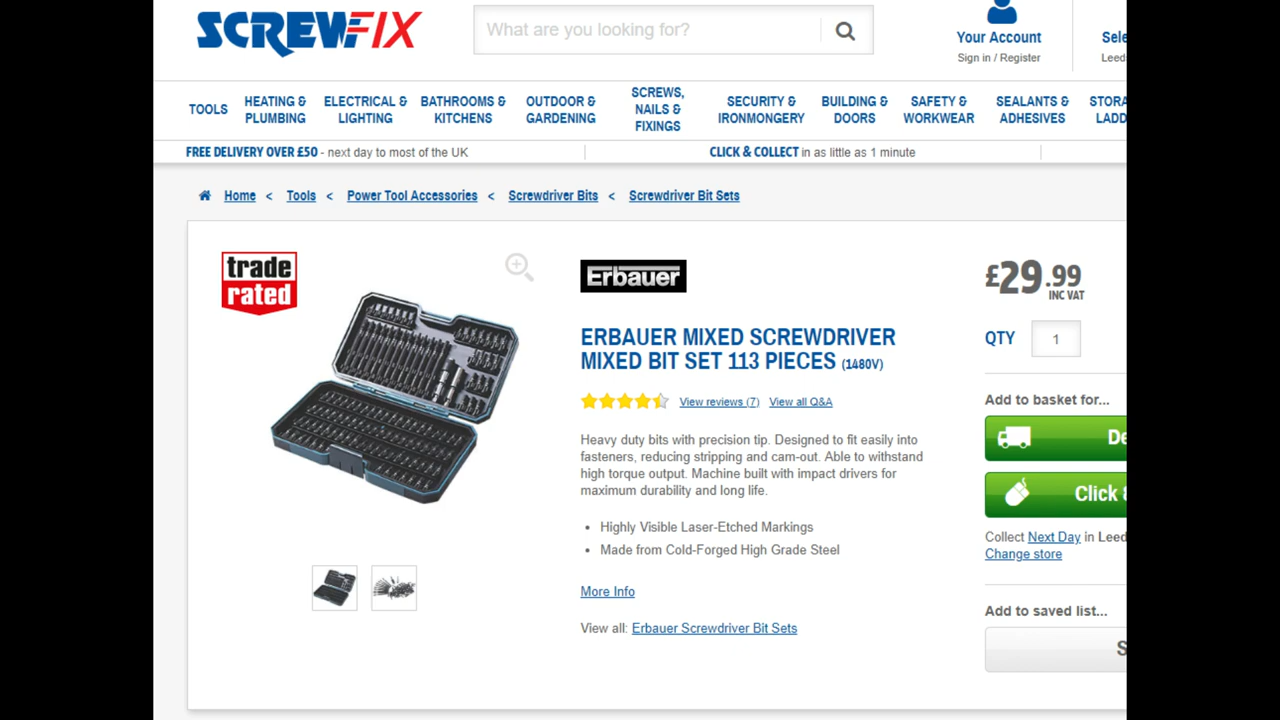 SCREWFIX
What are you looking for?
Your Account
Sign in / Register
Sele
Leed
TOOLS
HEATING &
PLUMBING
ELECTRICAL &
LIGHTING
BATHROOMS &
KITCHENS
OUTDOOR &
GARDENING
SCREWS,
NAILS &
FIXINGS
SECURITY &
IRONMONGERY
BUILDING &
DOORS
SAFETY &
WORKWEAR
SEALANTS &
ADHESIVES
STORA
LADD
FREE DELIVERY OVER £50 - next day to most of the UK
CLICK & COLLECT in as little as 1 minute
Home < Tools < Power Tool Accessories < Screwdriver Bits < Screwdriver Bit Sets
trade
rated
Erbauer
ERBAUER MIXED SCREWDRIVER
MIXED BIT SET 113 PIECES (1480V)
View reviews (7) View all Q&A
Heavy duty bits with precision tip. Designed to fit easily into
fasteners, reducing stripping and cam-out. Able to withstand
high torque output. Machine built with impact drivers for
maximum durability and long life.
• Highly Visible Laser-Etched Markings
• Made from Cold-Forged High Grade Steel
More Info
View all: Erbauer Screwdriver Bit Sets
£29.99
INC VAT
QTY 1
Add to basket for...
De
Click &
Collect Next Day in Leed
Change store
Add to saved list...
S